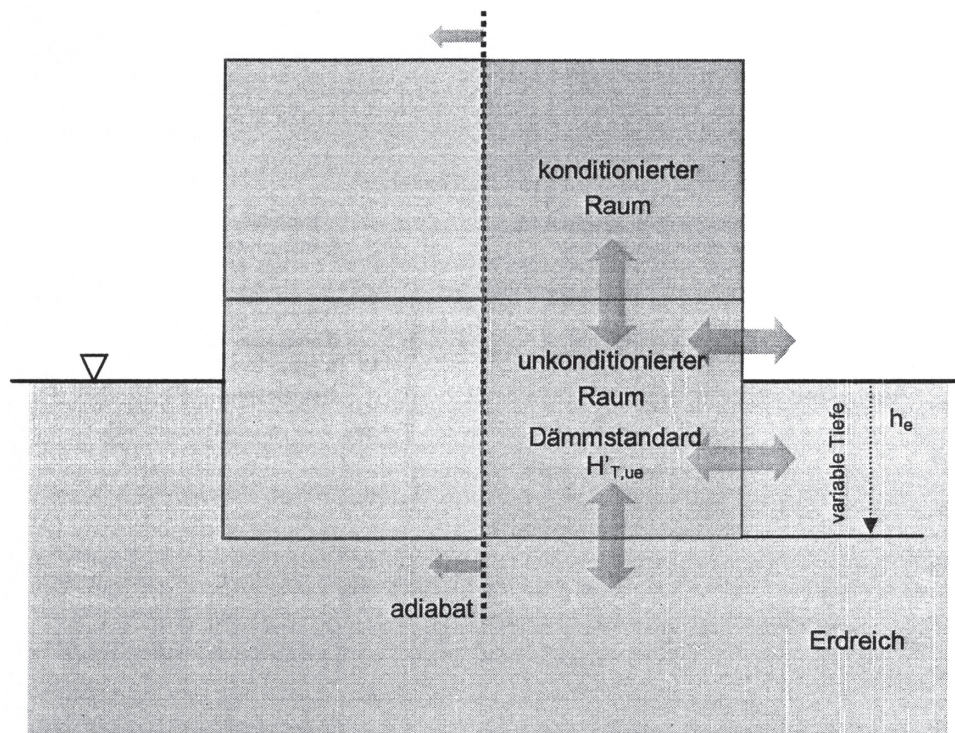 konditionierter
Raum
unkonditionierter
Raum
Dämmstandard
H'T,ue
variable Tiefe
he
adiabat
Erdreich